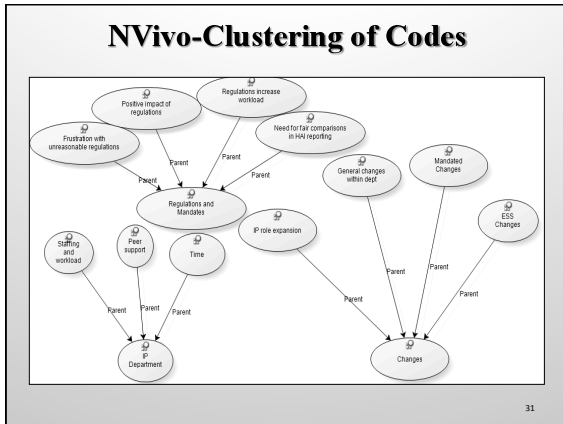 NVivo-Clustering of Codes
Regulations increase
workload
Positive impact of
regulations
Frustration with
unreasonable regulations
Need for fair comparisons
in HAI reporting
Mandated
Changes
General changes
within dept
Parent
Parent
Parent
Parent
Regulations and
Mandates
ESS
Changes
IP role expansion
Staffing
and
workload
Peer
support
Time
Parent
Parent
Parent
Parent
Parent
Parent
Parent
IP
Department
Changes
31